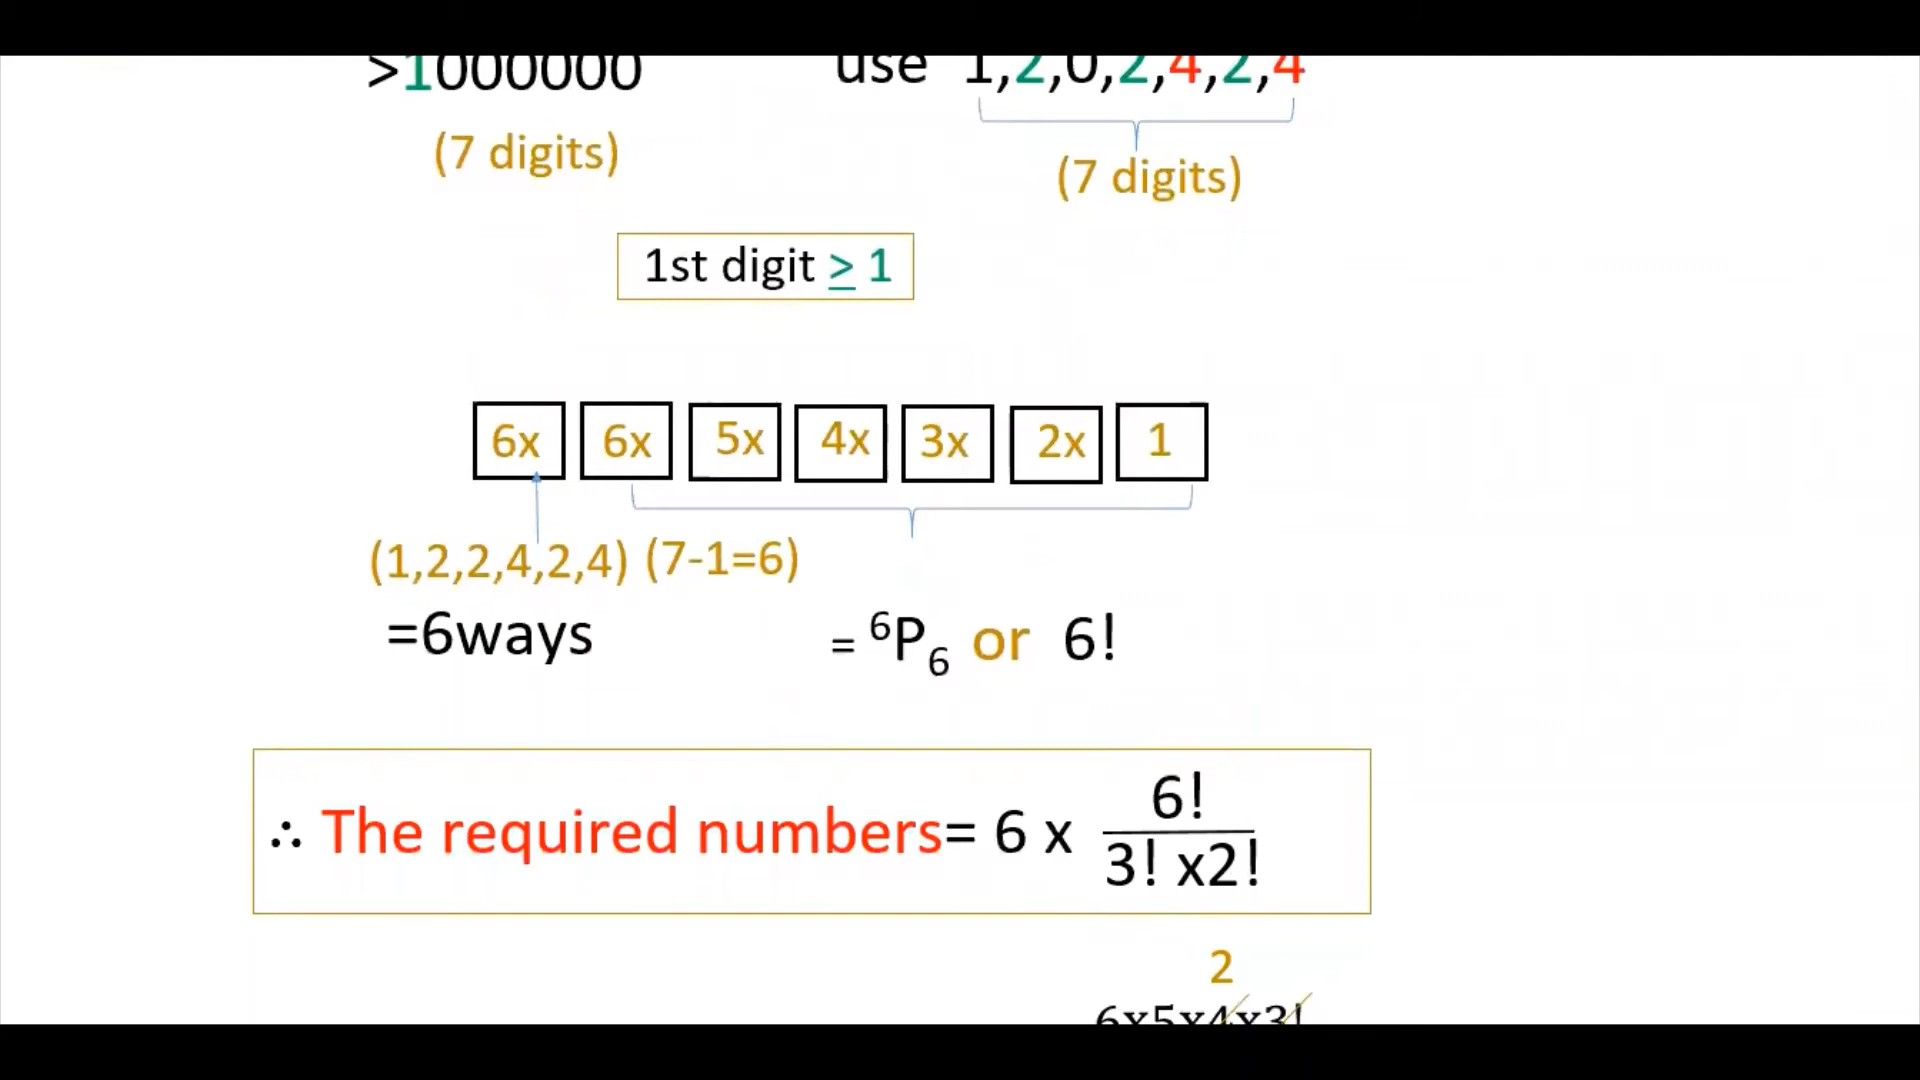 >1000000 use 1,2,0,2,4,2,4
(7 digits) (7 digits)
1st digit ≥ 1
6x 6x 5x 4x 3x 2x 1
(1,2,2,4,2,4) (7-1=6)
=6ways = ⁶P₆ or 6!
∴ The required numbers= 6 x 6!
3! x2!
2
6x5x4x3!